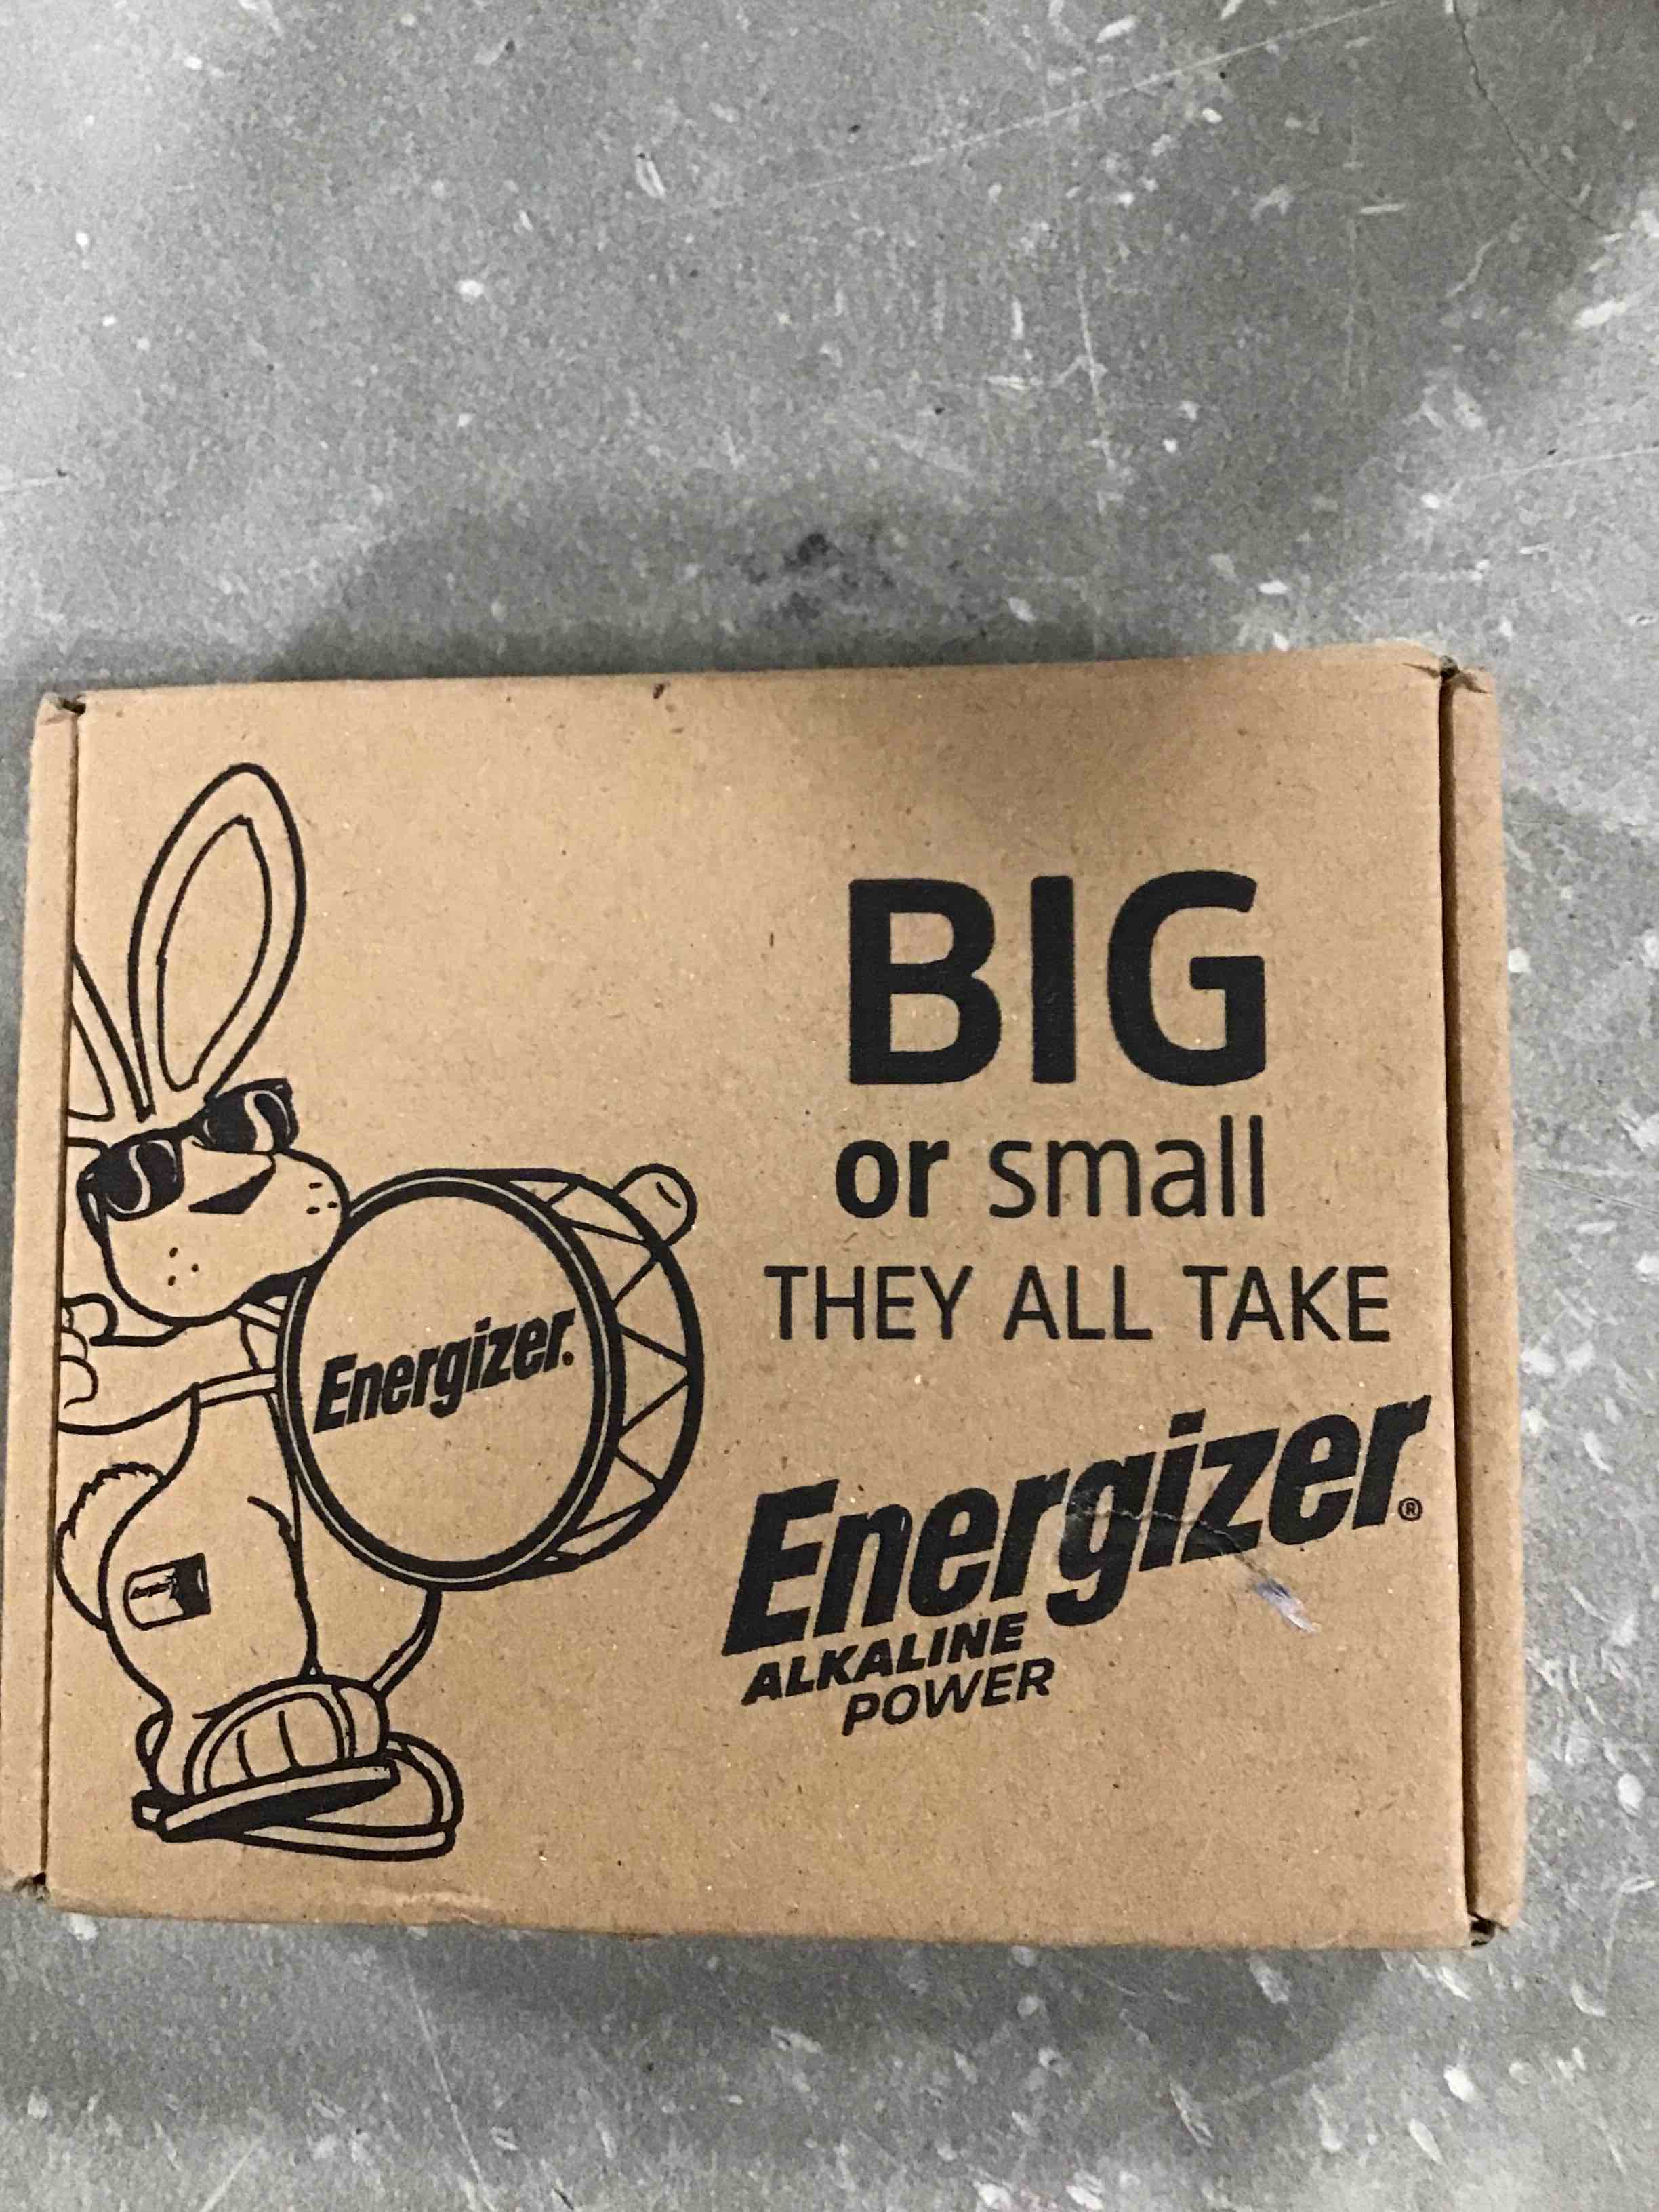 BIG
or small
THEY ALL TAKE
Energizer.
Energizer.®
ALKALINE
POWER